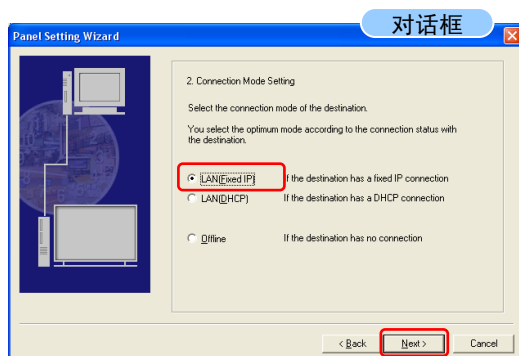 对话框
Panel Setting Wizard
2. Connection Mode Setting
Select the connection mode of the destination.
You select the optimum mode according to the connection status with
the destination.
LAN(Fixed IP) If the destination has a fixed IP connection
LAN(DHCP) If the destination has a DHCP connection
Offline If the destination has no connection
< Back Next > Cancel